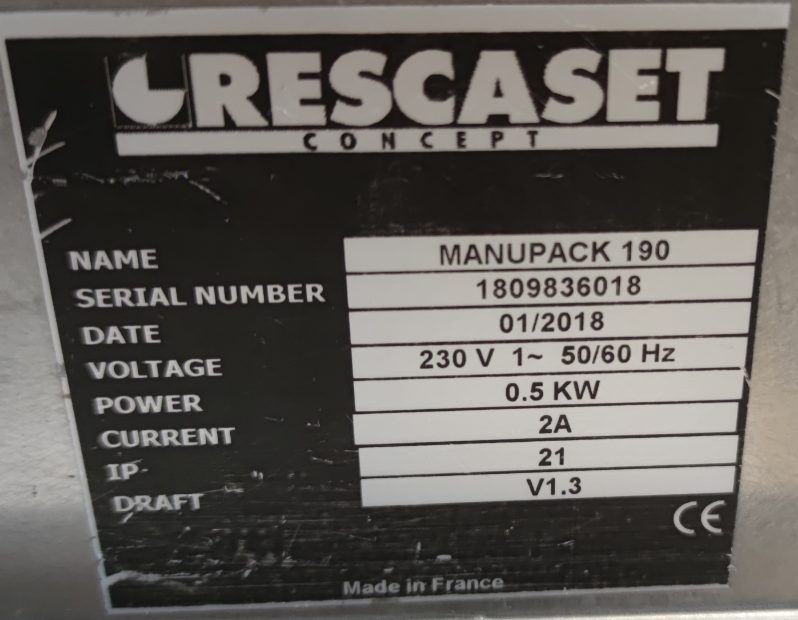 CRESCASET
CONCEPT
NAME MANUPACK 190
SERIAL NUMBER 1809836018
DATE 01/2018
VOLTAGE 230 V 1~ 50/60 Hz
POWER 0.5 KW
CURRENT 2A
IP 21
DRAFT V1.3
CE
Made in France